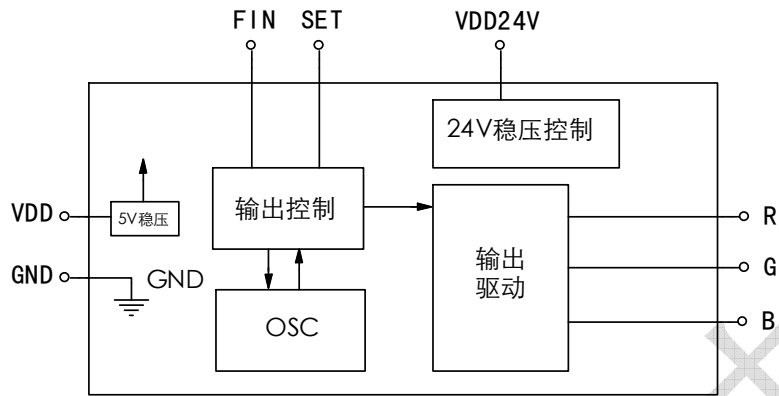 FIN SET VDD24V
24V稳压控制
VDD
5V稳压
输出控制
R
GND
GND
输出
驱动
G
OSC
B